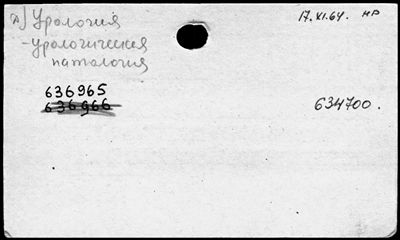 а) Урология
17.XI.64. НР
-урологическая
патология
636965
636966
634700.